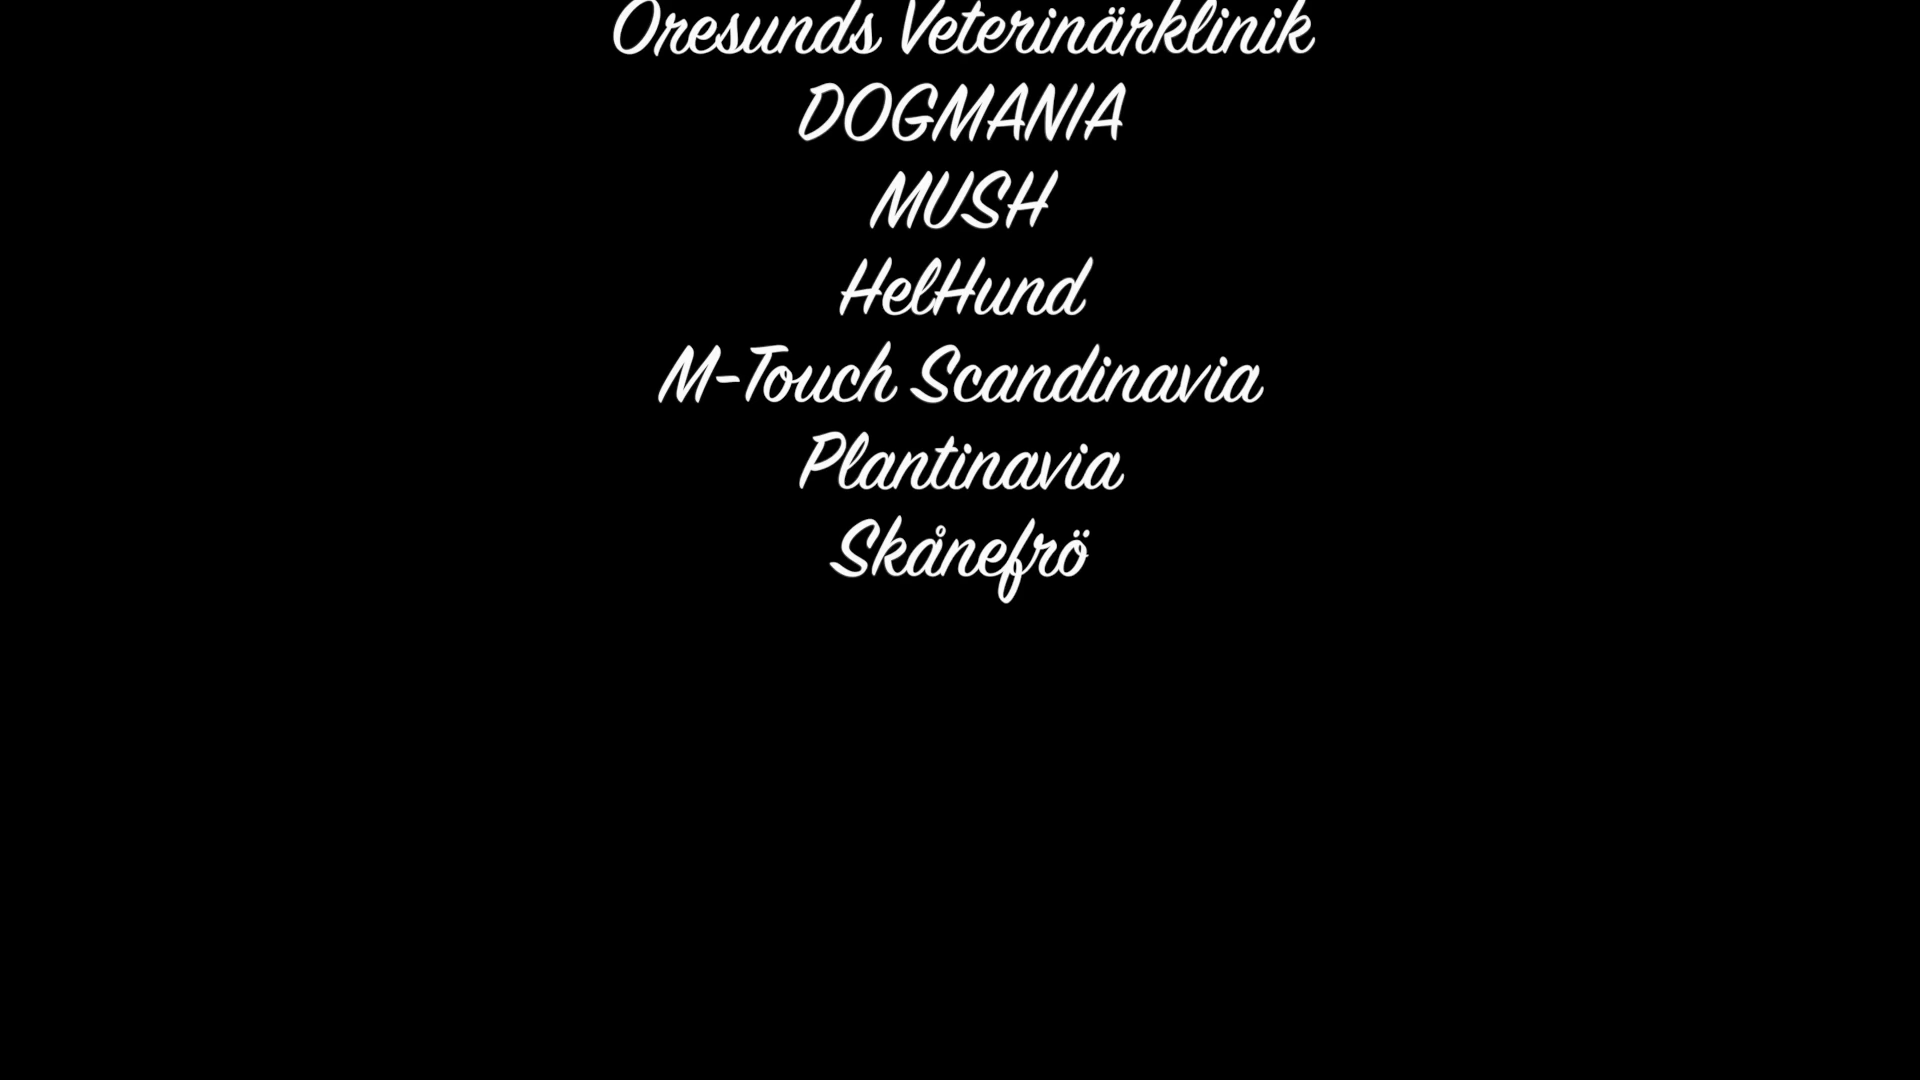 Öresunds Veterinärklinik
DOGMANIA
MUSH
HelHund
M-Touch Scandinavia
Plantinavia
Skånefrö